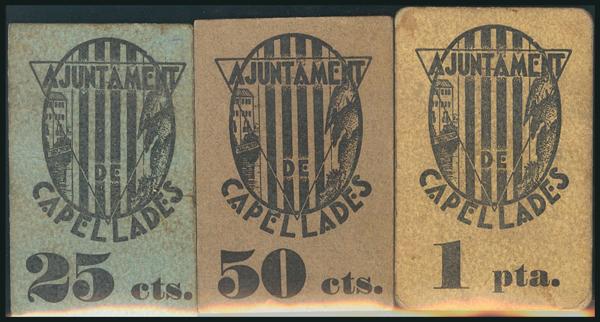 AJUNTAMENT
DE
CAPELLADES
25 cts.
AJUNTAMENT
DE
CAPELLADES
50 cts.
AJUNTAMENT
DE
CAPELLADES
1 pta.